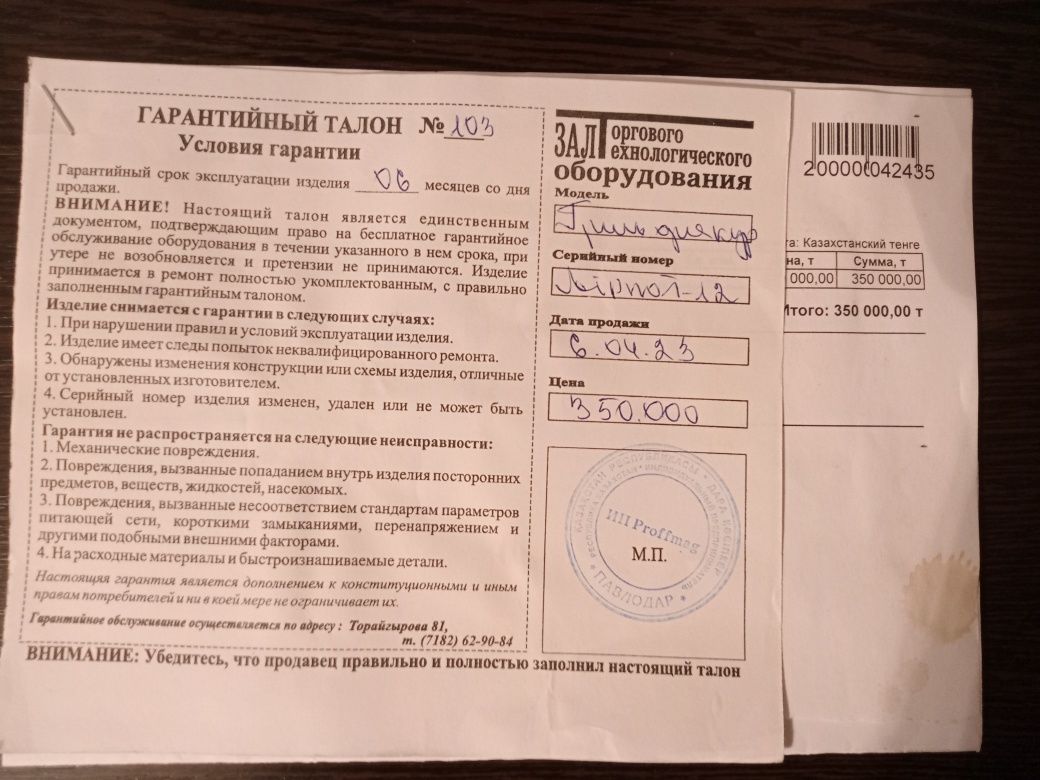 ГАРАНТИЙНЫЙ ТАЛОН № 103
Условия гарантии
Гарантийный срок эксплуатации изделия 06 месяцев со дня
продажи.
ВНИМАНИЕ! Настоящий талон является единственным
документом, подтверждающим право на бесплатное гарантийное
обслуживание оборудования в течении указанного в нем срока, при
утере не возобновляется и претензии не принимаются. Изделие
принимается в ремонт полностью укомплектованным, с правильно
заполненным гарантийным талоном.
Изделие снимается с гарантии в следующих случаях:
1. При нарушении правил и условий эксплуатации изделия.
2. Изделие имеет следы попыток неквалифицированного ремонта.
3. Обнаружены изменения конструкции или схемы изделия, отличные
от установленных изготовителем.
4. Серийный номер изделия изменен, удален или не может быть
установлен.
Гарантия не распространяется на следующие неисправности:
1. Механические повреждения.
2. Повреждения, вызванные попаданием внутрь изделия посторонних
предметов, веществ, жидкостей, насекомых.
3. Повреждения, вызванные несоответствием стандартам параметров
питающей сети, короткими замыканиями, перенапряжением и
другими подобными внешними факторами.
4. На расходные материалы и быстроизнашиваемые детали.
Настоящяя гарантия является дополнением к конституционными и иным
правам потребителей и ни в коей мере не ограничивает их.
Гарантийное обслуживание осуществляется по адресу : Торайгырова 81,
т. (7182) 62-90-84
ВНИМАНИЕ: Убедитесь, что продавец правильно и полностью заполнил настоящий талон
ЗАЛ Торгового
Технологического
оборудования
Модель
Гриль
Серийный номер
Дата продажи
6.04.23
Цена
350.000
ҚАЗАҚСТАН РЕСПУБЛИКАСЫ
ИП Proffmag
М.П.
ПАВЛОДАР
200000042435
та: Казахстанский тенге
на, т Сумма, т
000,00 350 000,00
Итого: 350 000,00 т